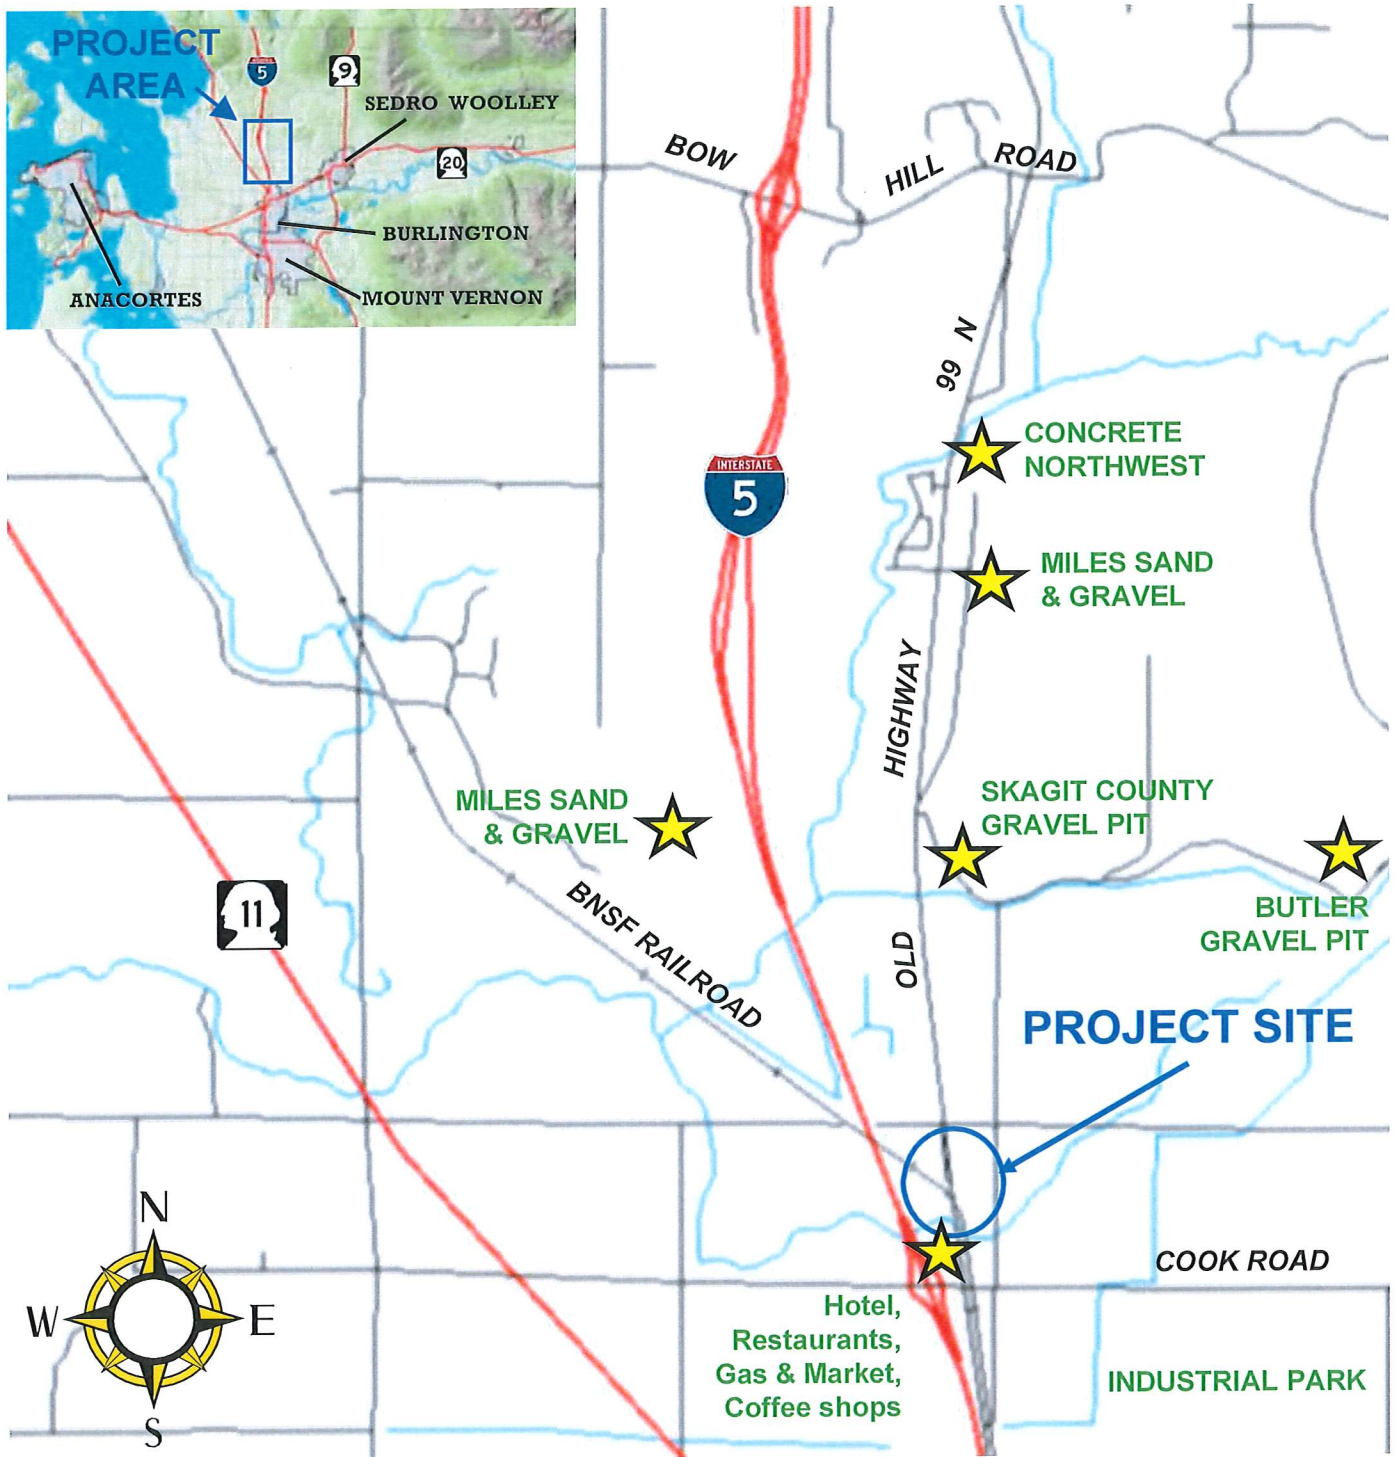 PROJECT
AREA
5
9
SEDRO WOOLLEY
20
BURLINGTON
MOUNT VERNON
ANACORTES
BOW HILL ROAD
99 N
CONCRETE
NORTHWEST
INTERSTATE
5
MILES SAND
& GRAVEL
HIGHWAY
SKAGIT COUNTY
GRAVEL PIT
MILES SAND
& GRAVEL
BUTLER
GRAVEL PIT
11
BNSF RAILROAD
OLD
PROJECT SITE
COOK ROAD
N
W
E
S
Hotel,
Restaurants,
Gas & Market,
Coffee shops
INDUSTRIAL PARK